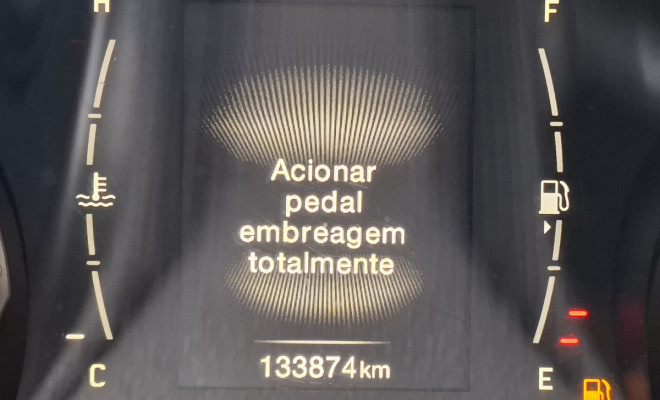 H
F
Acionar
pedal
embreagem
totalmente
133874km
C
E